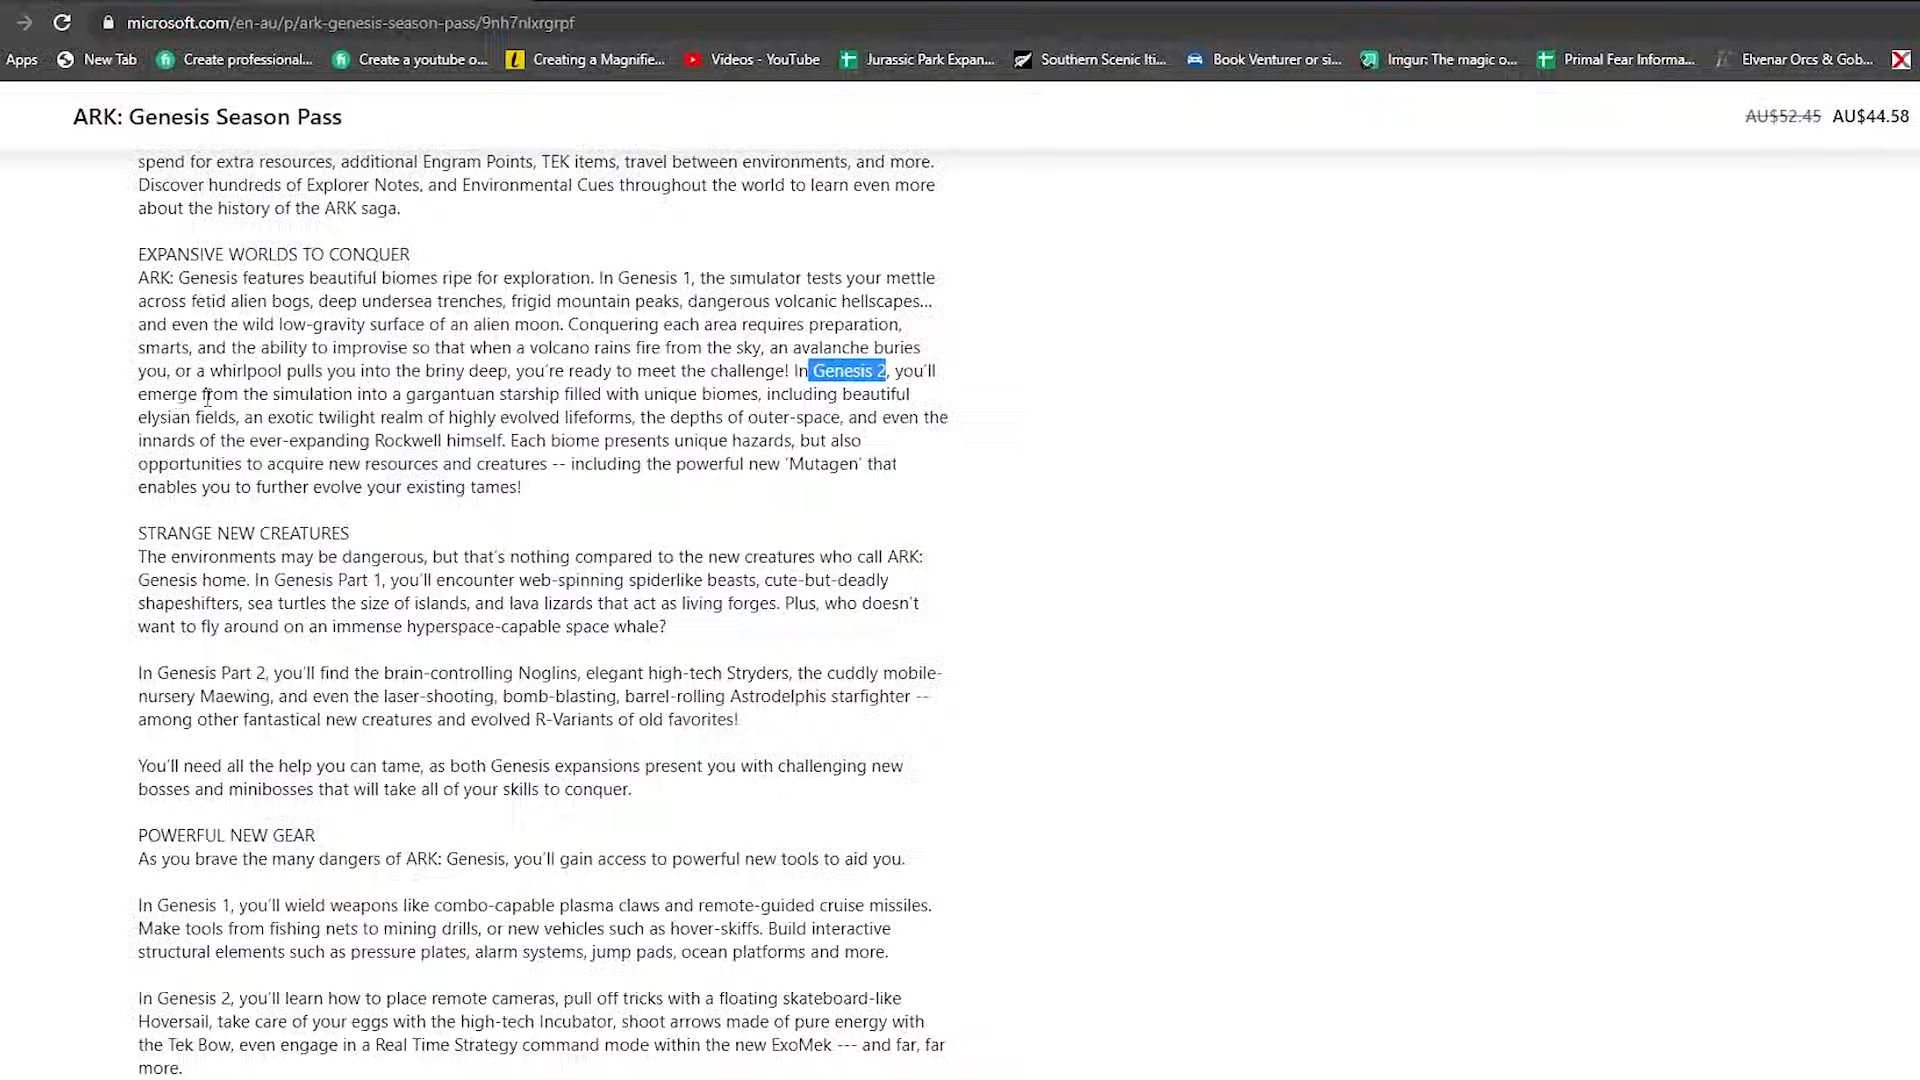 microsoft.com/en-au/p/ark-genesis-season-pass/9nh7nlxrgrpf
Apps New Tab Create professional... Create a youtube o... Creating a Magnifie... Videos - YouTube Jurassic Park Expan... Southern Scenic Iti... Book Venturer or si... Imgur: The magic o... Primal Fear Informa... Elvenar Orcs & Gob...
ARK: Genesis Season Pass AU$52.45 AU$44.58
spend for extra resources, additional Engram Points, TEK items, travel between environments, and more.
Discover hundreds of Explorer Notes, and Environmental Cues throughout the world to learn even more
about the history of the ARK saga.
EXPANSIVE WORLDS TO CONQUER
ARK: Genesis features beautiful biomes ripe for exploration. In Genesis 1, the simulator tests your mettle
across fetid alien bogs, deep undersea trenches, frigid mountain peaks, dangerous volcanic hellscapes...
and even the wild low-gravity surface of an alien moon. Conquering each area requires preparation,
smarts, and the ability to improvise so that when a volcano rains fire from the sky, an avalanche buries
you, or a whirlpool pulls you into the briny deep, you're ready to meet the challenge! In Genesis 2, you'll
emerge from the simulation into a gargantuan starship filled with unique biomes, including beautiful
elysian fields, an exotic twilight realm of highly evolved lifeforms, the depths of outer-space, and even the
innards of the ever-expanding Rockwell himself. Each biome presents unique hazards, but also
opportunities to acquire new resources and creatures -- including the powerful new 'Mutagen' that
enables you to further evolve your existing tames!
STRANGE NEW CREATURES
The environments may be dangerous, but that's nothing compared to the new creatures who call ARK:
Genesis home. In Genesis Part 1, you'll encounter web-spinning spiderlike beasts, cute-but-deadly
shapeshifters, sea turtles the size of islands, and lava lizards that act as living forges. Plus, who doesn't
want to fly around on an immense hyperspace-capable space whale?
In Genesis Part 2, you'll find the brain-controlling Noglins, elegant high-tech Stryders, the cuddly mobile-
nursery Maewing, and even the laser-shooting, bomb-blasting, barrel-rolling Astrodelphis starfighter --
among other fantastical new creatures and evolved R-Variants of old favorites!
You'll need all the help you can tame, as both Genesis expansions present you with challenging new
bosses and minibosses that will take all of your skills to conquer.
POWERFUL NEW GEAR
As you brave the many dangers of ARK: Genesis, you'll gain access to powerful new tools to aid you.
In Genesis 1, you'll wield weapons like combo-capable plasma claws and remote-guided cruise missiles.
Make tools from fishing nets to mining drills, or new vehicles such as hover-skiffs. Build interactive
structural elements such as pressure plates, alarm systems, jump pads, ocean platforms and more.
In Genesis 2, you'll learn how to place remote cameras, pull off tricks with a floating skateboard-like
Hoversail, take care of your eggs with the high-tech Incubator, shoot arrows made of pure energy with
the Tek Bow, even engage in a Real Time Strategy command mode within the new ExoMek --- and far, far
more.